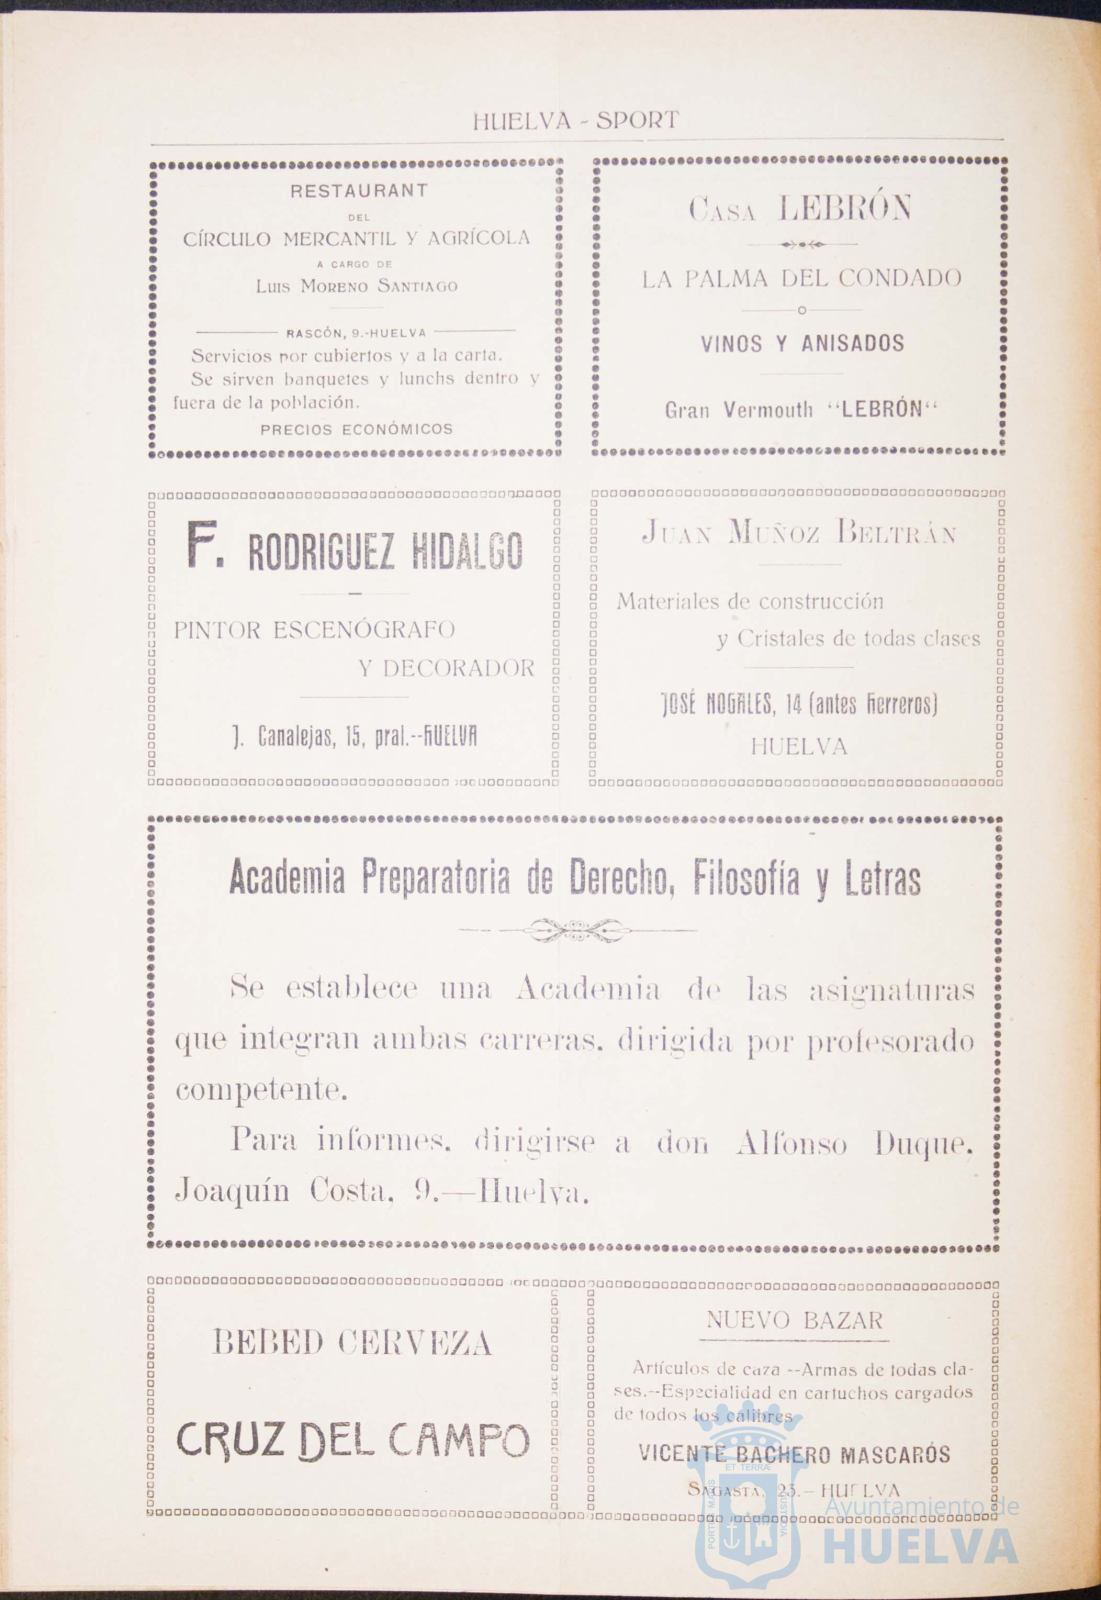 HUELVA - SPORT
RESTAURANT
DEL
CÍRCULO MERCANTIL Y AGRÍCOLA
A CARGO DE
LUIS MORENO SANTIAGO
RASCÓN, 9.-HUELVA
Servicios por cubiertos y a la carta.
Se sirven banquetes y lunchs dentro y
fuera de la población.
PRECIOS ECONÓMICOS
CASA LEBRÓN
LA PALMA DEL CONDADO
VINOS Y ANISADOS
Gran Vermouth "LEBRÓN"
F. RODRIGUEZ HIDALGO
PINTOR ESCENÓGRAFO
Y DECORADOR
J. Canalejas, 15, pral.--HUELVA
JUAN MUÑOZ BELTRÁN
Materiales de construcción
y Cristales de todas clases
JOSÉ NOGALES, 14 (antes herreros)
HUELVA
Academia Preparatoria de Derecho, Filosofía y Letras
Se establece una Academia de las asignaturas
que integran ambas carreras. dirigida por profesorado
competente.
Para informes. dirigirse a don Alfonso Duque.
Joaquín Costa, 9.—Huelva.
BEBED CERVEZA
CRUZ DEL CAMPO
NUEVO BAZAR
Artículos de caza --Armas de todas cla-
ses.--Especialidad en cartuchos cargados
de todos los calibres
VICENTE BACHERO MASCARÓS
SAGASTA, 25.- HUELVA
PORTUS MARIS ET TERRÆ CUSTODIA
Ayuntamiento de
HUELVA